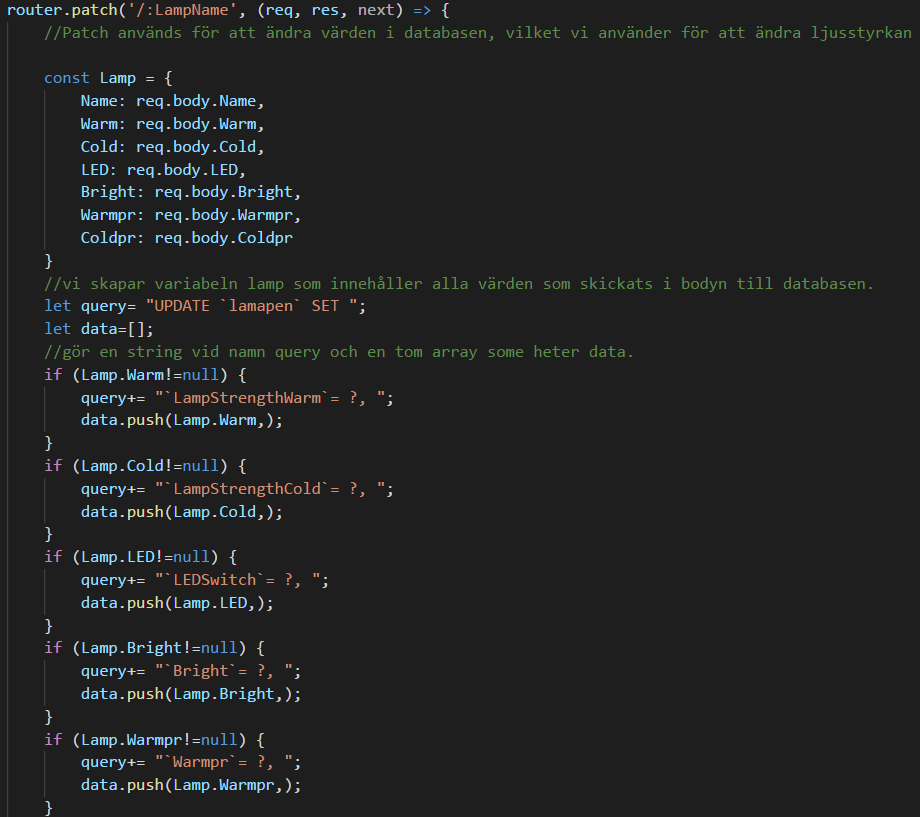 router.patch('/:LampName', (req, res, next) => {
//Patch används för att ändra värden i databasen, vilket vi använder för att ändra ljusstyrkan
const Lamp = {
Name: req.body.Name,
Warm: req.body.Warm,
Cold: req.body.Cold,
LED: req.body.LED,
Bright: req.body.Bright,
Warmpr: req.body.Warmpr,
Coldpr: req.body.Coldpr
}
//vi skapar variabeln lamp som innehåller alla värden som skickats i bodyn till databasen.
let query= "UPDATE `lamapen` SET ";
let data=[];
//gör en string vid namn query och en tom array some heter data.
if (Lamp.Warm!=null) {
query+= "`LampStrengthWarm`= ?, ";
data.push(Lamp.Warm,);
}
if (Lamp.Cold!=null) {
query+= "`LampStrengthCold`= ?, ";
data.push(Lamp.Cold,);
}
if (Lamp.LED!=null) {
query+= "`LEDSwitch`= ?, ";
data.push(Lamp.LED,);
}
if (Lamp.Bright!=null) {
query+= "`Bright`= ?, ";
data.push(Lamp.Bright,);
}
if (Lamp.Warmpr!=null) {
query+= "`Warmpr`= ?, ";
data.push(Lamp.Warmpr,);
}